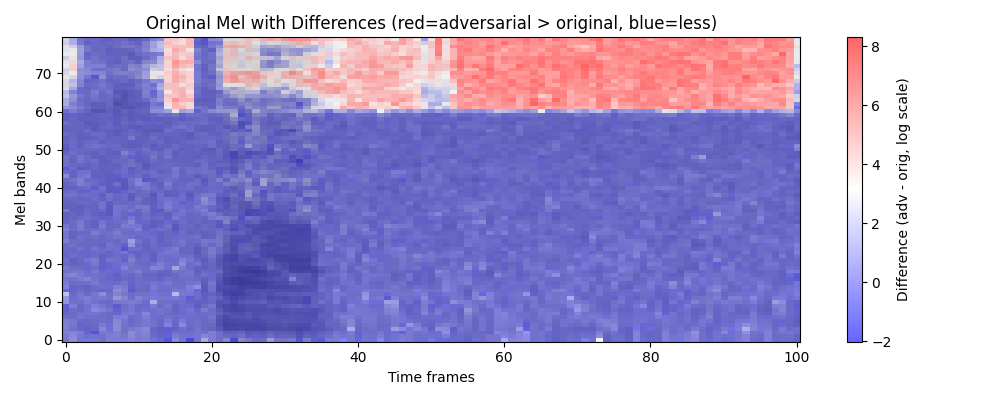 Original Mel with Differences (red=adversarial > original, blue=less)
Mel bands
70
60
50
40
30
20
10
0
0 20 40 60 80 100
Time frames
8
6
4
2
0
−2
Difference (adv - orig, log scale)